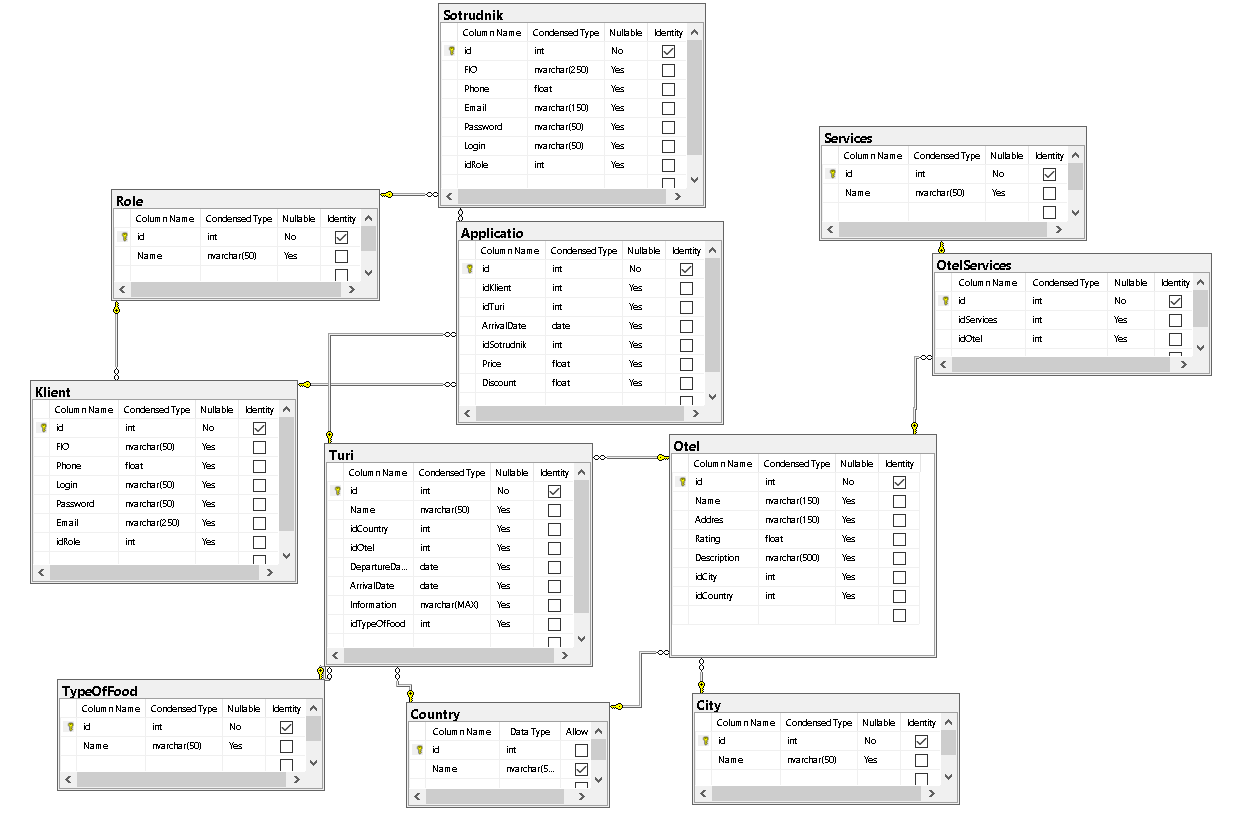 Sotrudnik
Column Name Condensed Type Nullable Identity
id int No
FIO nvarchar(250) Yes
Phone float Yes
Email nvarchar(150) Yes
Password nvarchar(50) Yes
Login nvarchar(50) Yes
idRole int Yes
Services
Column Name Condensed Type Nullable Identity
id int No
Name nvarchar(50) Yes
Role
Column Name Condensed Type Nullable Identity
id int No
Name nvarchar(50) Yes
Applicatio
Column Name Condensed Type Nullable Identity
id int No
idKlient int Yes
idTuri int Yes
ArrivalDate date Yes
idSotrudnik int Yes
Price float Yes
Discount float Yes
OtelServices
Column Name Condensed Type Nullable Identity
id int No
idServices int Yes
idOtel int Yes
Klient
Column Name Condensed Type Nullable Identity
id int No
FIO nvarchar(50) Yes
Phone float Yes
Login nvarchar(50) Yes
Password nvarchar(50) Yes
Email nvarchar(250) Yes
idRole int Yes
Turi
Column Name Condensed Type Nullable Identity
id int No
Name nvarchar(50) Yes
idCountry int Yes
idOtel int Yes
DepartureDa... date Yes
ArrivalDate date Yes
Information nvarchar(MAX) Yes
idTypeOfFood int Yes
Otel
Column Name Condensed Type Nullable Identity
id int No
Name nvarchar(150) Yes
Addres nvarchar(150) Yes
Rating float Yes
Description nvarchar(500) Yes
idCity int Yes
idCountry int Yes
TypeOfFood
Column Name Condensed Type Nullable Identity
id int No
Name nvarchar(50) Yes
Country
Column Name Data Type Allow
id int
Name nvarchar(5...
City
Column Name Condensed Type Nullable Identity
id int No
Name nvarchar(50) Yes